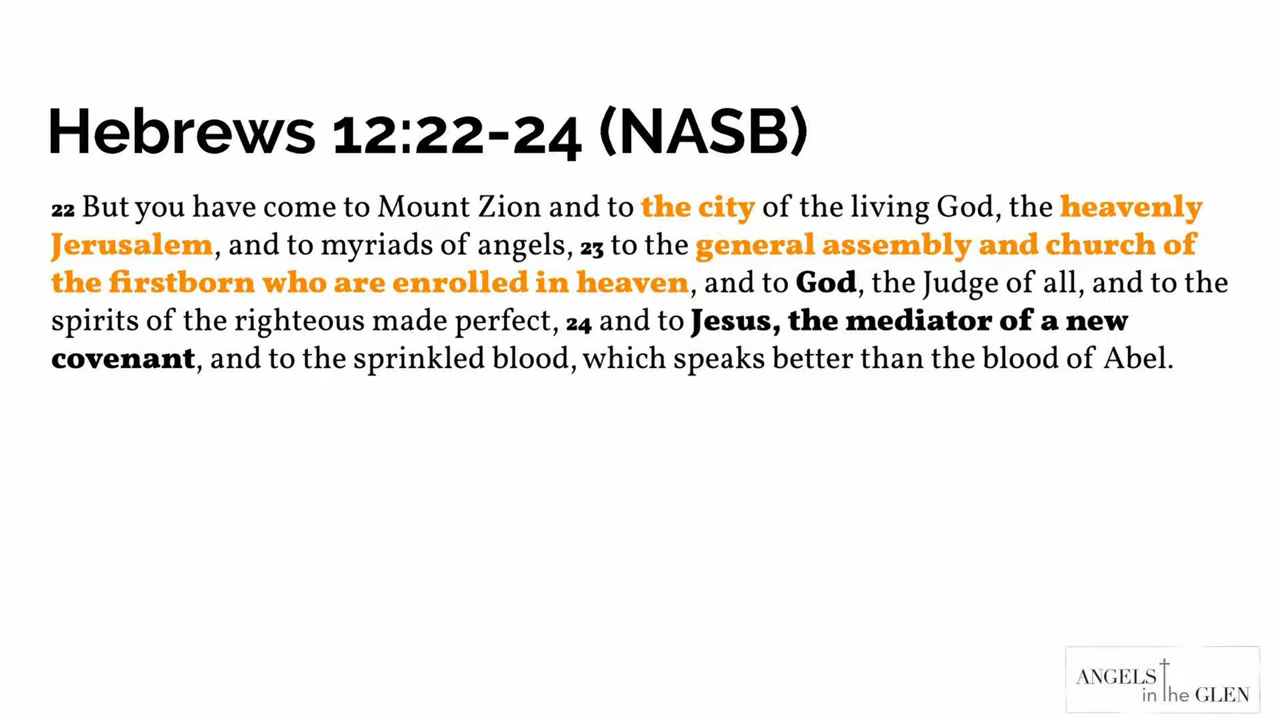 Hebrews 12:22-24 (NASB)
22 But you have come to Mount Zion and to the city of the living God, the heavenly
Jerusalem, and to myriads of angels, 23 to the general assembly and church of
the firstborn who are enrolled in heaven, and to God, the Judge of all, and to the
spirits of the righteous made perfect, 24 and to Jesus, the mediator of a new
covenant, and to the sprinkled blood, which speaks better than the blood of Abel.
ANGELS
in the GLEN